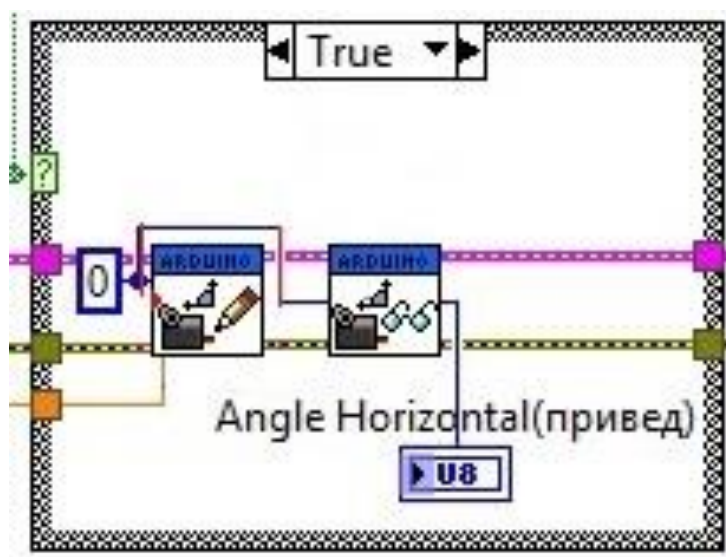 True
?
ARDUINO ARDUINO
0
Angle Horizontal(привед)
U8